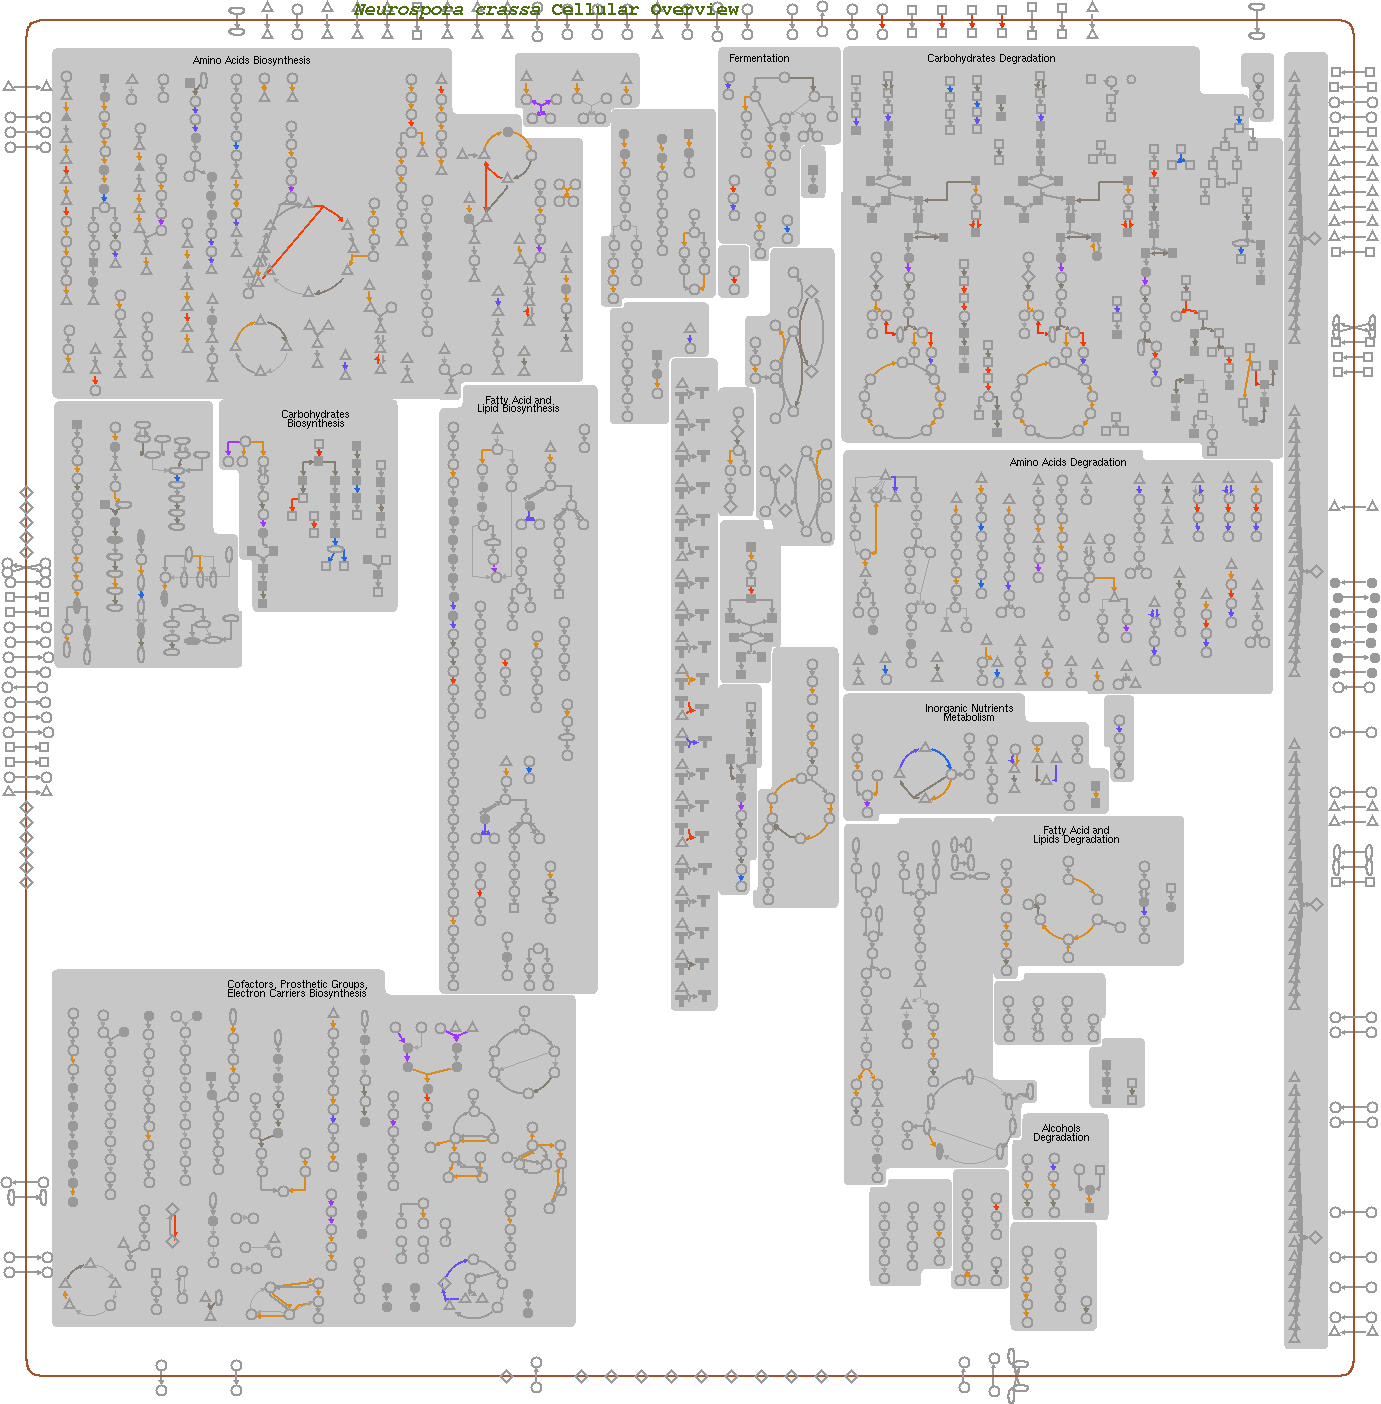 Neurospora crassa Cellular Overview
Amino Acids Biosynthesis
Fermentation
Carbohydrates Degradation
Carbohydrates
Biosynthesis
Fatty Acid and
Lipid Biosynthesis
Amino Acids Degradation
Inorganic Nutrients
Metabolism
Fatty Acid and
Lipids Degradation
Cofactors, Prosthetic Groups,
Electron Carriers Biosynthesis
Alcohols
Degradation